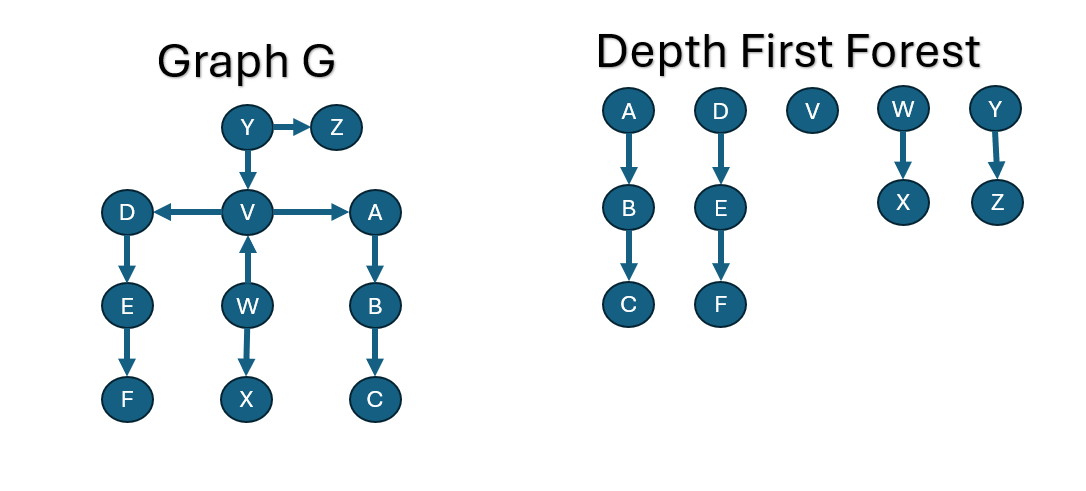 Graph G
Depth First Forest
Y Z
D V A
E W B
F X C
A D V W Y
B E X Z
C F